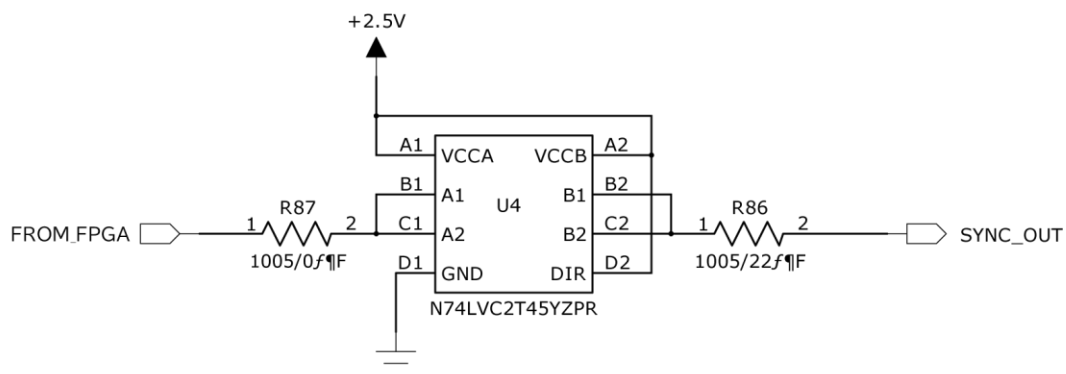 +2.5V
A1 VCCA VCCB A2
B1 A1 B1 B2
U4
FROM_FPGA 1 R87 2 C1 A2 B2 C2 1 R86 2 SYNC_OUT
1005/0ƒ¶F 1005/22ƒ¶F
D1 GND DIR D2
N74LVC2T45YZPR